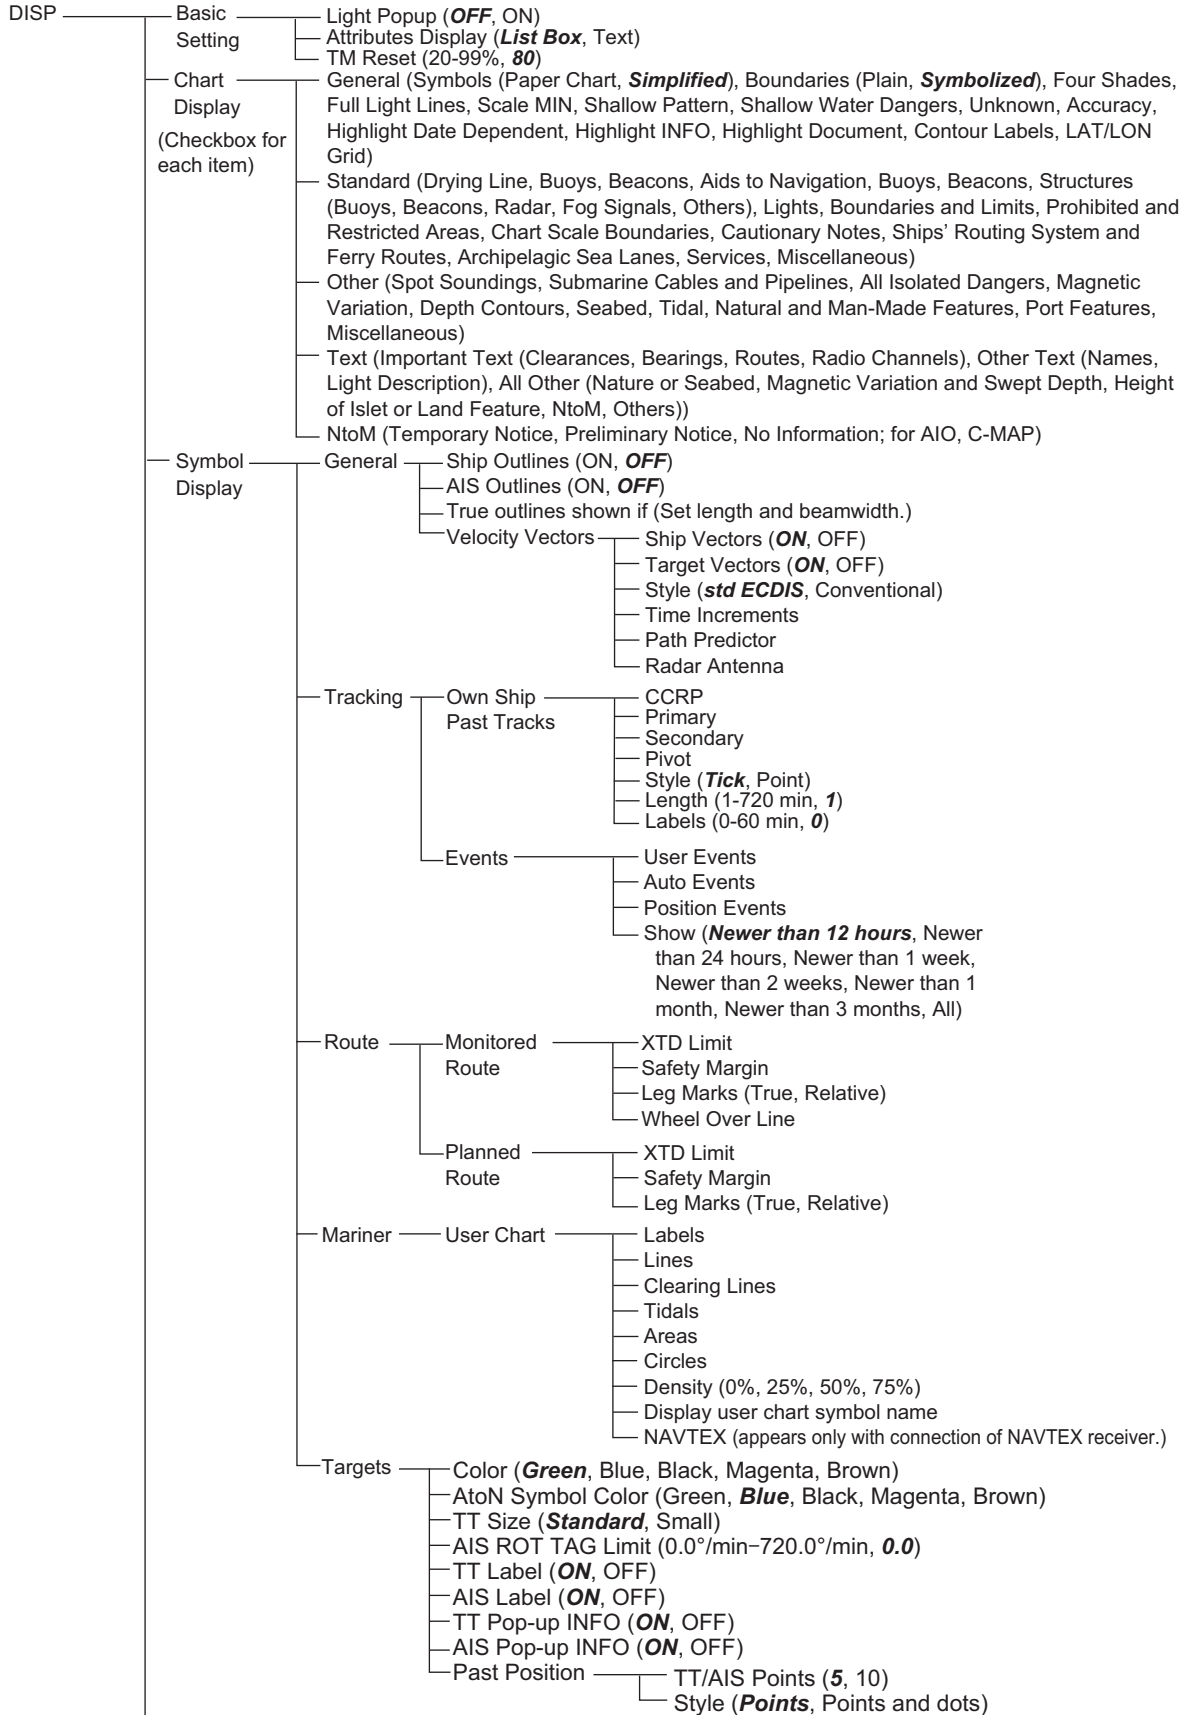 DISP
Basic
Setting
Light Popup (OFF, ON)
Attributes Display (List Box, Text)
TM Reset (20-99%, 80)
Chart
Display
(Checkbox for
each item)
General (Symbols (Paper Chart, Simplified), Boundaries (Plain, Symbolized), Four Shades,
Full Light Lines, Scale MIN, Shallow Pattern, Shallow Water Dangers, Unknown, Accuracy,
Highlight Date Dependent, Highlight INFO, Highlight Document, Contour Labels, LAT/LON
Grid)
Standard (Drying Line, Buoys, Beacons, Aids to Navigation, Buoys, Beacons, Structures
(Buoys, Beacons, Radar, Fog Signals, Others), Lights, Boundaries and Limits, Prohibited and
Restricted Areas, Chart Scale Boundaries, Cautionary Notes, Ships' Routing System and
Ferry Routes, Archipelagic Sea Lanes, Services, Miscellaneous)
Other (Spot Soundings, Submarine Cables and Pipelines, All Isolated Dangers, Magnetic
Variation, Depth Contours, Seabed, Tidal, Natural and Man-Made Features, Port Features,
Miscellaneous)
Text (Important Text (Clearances, Bearings, Routes, Radio Channels), Other Text (Names,
Light Description), All Other (Nature or Seabed, Magnetic Variation and Swept Depth, Height
of Islet or Land Feature, NtoM, Others))
NtoM (Temporary Notice, Preliminary Notice, No Information; for AIO, C-MAP)
Symbol
Display
General
Ship Outlines (ON, OFF)
AIS Outlines (ON, OFF)
True outlines shown if (Set length and beamwidth.)
Velocity Vectors
Ship Vectors (ON, OFF)
Target Vectors (ON, OFF)
Style (std ECDIS, Conventional)
Time Increments
Path Predictor
Radar Antenna
Tracking
Own Ship
Past Tracks
CCRP
Primary
Secondary
Pivot
Style (Tick, Point)
Length (1-720 min, 1)
Labels (0-60 min, 0)
Events
User Events
Auto Events
Position Events
Show (Newer than 12 hours, Newer
than 24 hours, Newer than 1 week,
Newer than 2 weeks, Newer than 1
month, Newer than 3 months, All)
Route
Monitored
Route
XTD Limit
Safety Margin
Leg Marks (True, Relative)
Wheel Over Line
Planned
Route
XTD Limit
Safety Margin
Leg Marks (True, Relative)
Mariner
User Chart
Labels
Lines
Clearing Lines
Tidals
Areas
Circles
Density (0%, 25%, 50%, 75%)
Display user chart symbol name
NAVTEX (appears only with connection of NAVTEX receiver.)
Targets
Color (Green, Blue, Black, Magenta, Brown)
AtoN Symbol Color (Green, Blue, Black, Magenta, Brown)
TT Size (Standard, Small)
AIS ROT TAG Limit (0.0°/min–720.0°/min, 0.0)
TT Label (ON, OFF)
AIS Label (ON, OFF)
TT Pop-up INFO (ON, OFF)
AIS Pop-up INFO (ON, OFF)
Past Position
TT/AIS Points (5, 10)
Style (Points, Points and dots)